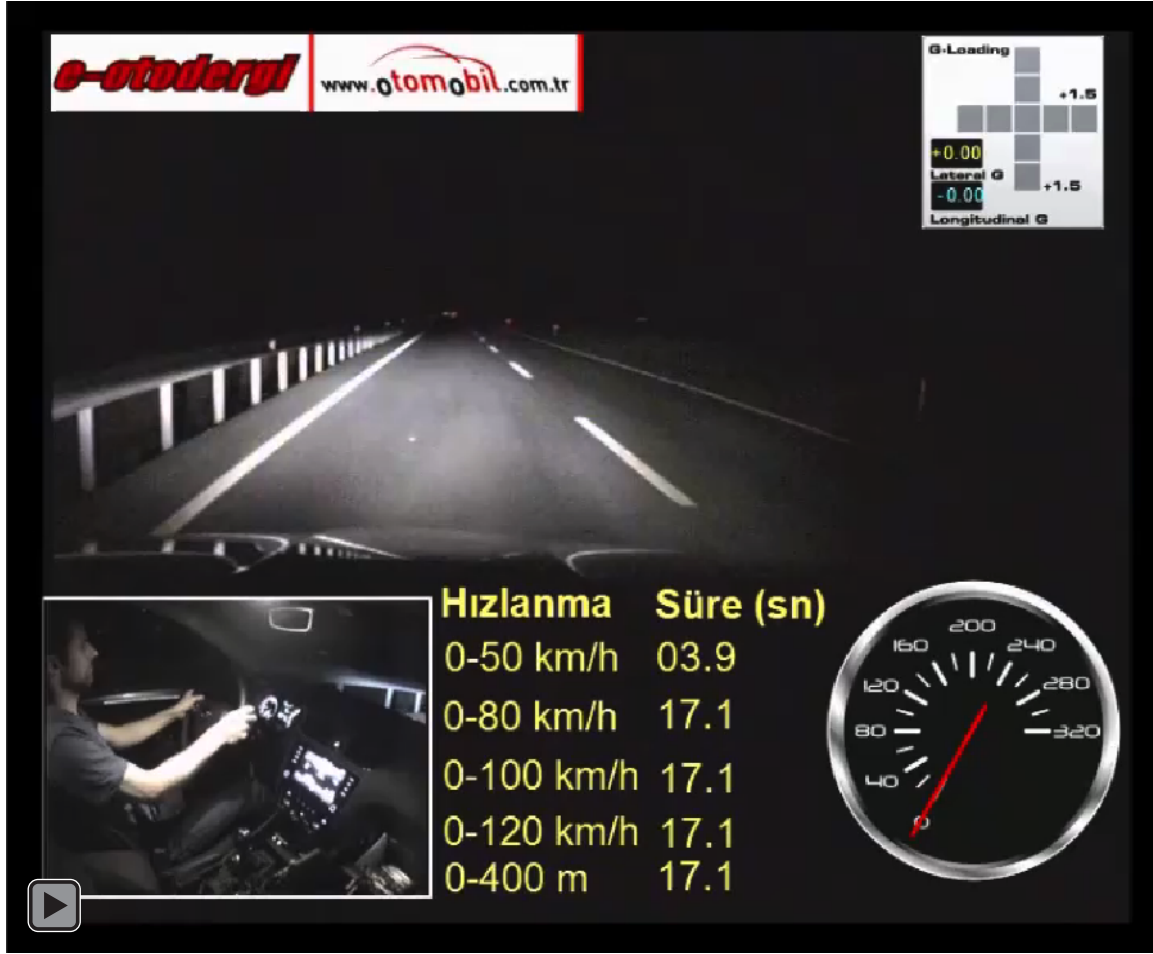 e-otodergi
www.otomobil.com.tr
G-Loading
+1.5
+0.00
Lateral G
+1.5
-0.00
Longitudinal G
Hızlanma Süre (sn)
0-50 km/h 03.9
0-80 km/h 17.1
0-100 km/h 17.1
0-120 km/h 17.1
0-400 m 17.1
200
160 240
120 280
80 320
40
0